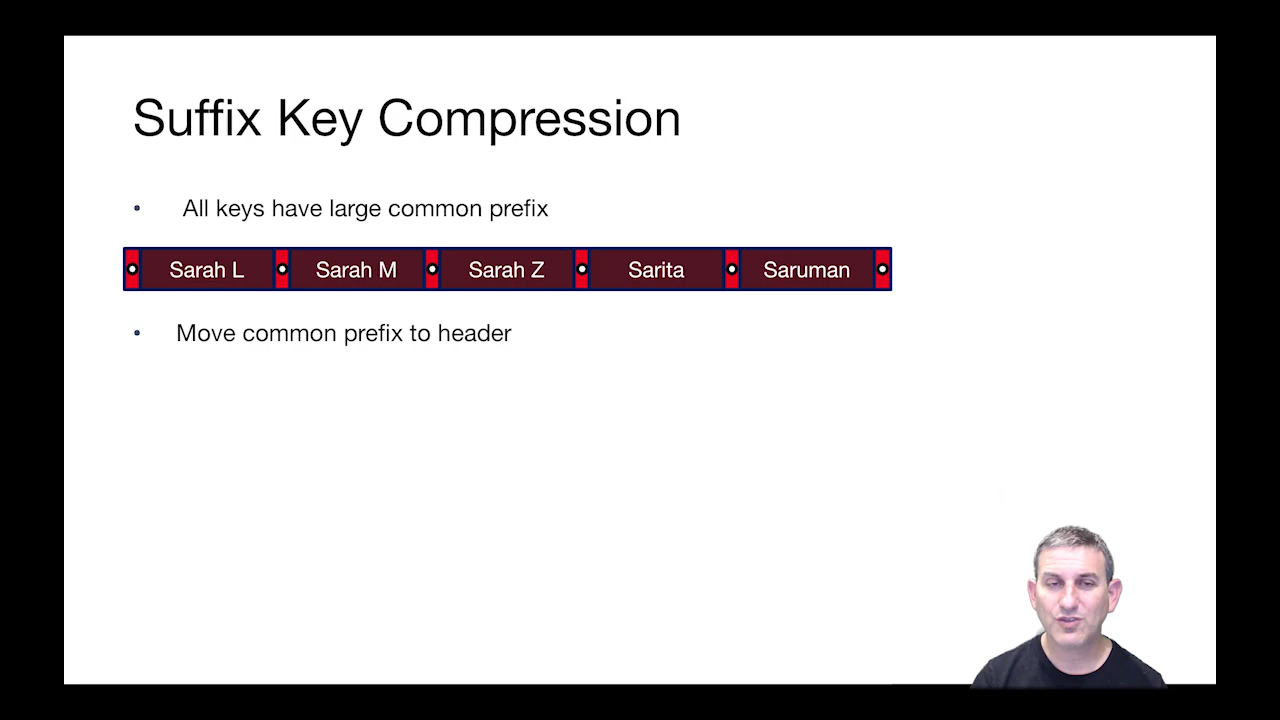 Suffix Key Compression
• All keys have large common prefix
Sarah L Sarah M Sarah Z Sarita Saruman
• Move common prefix to header